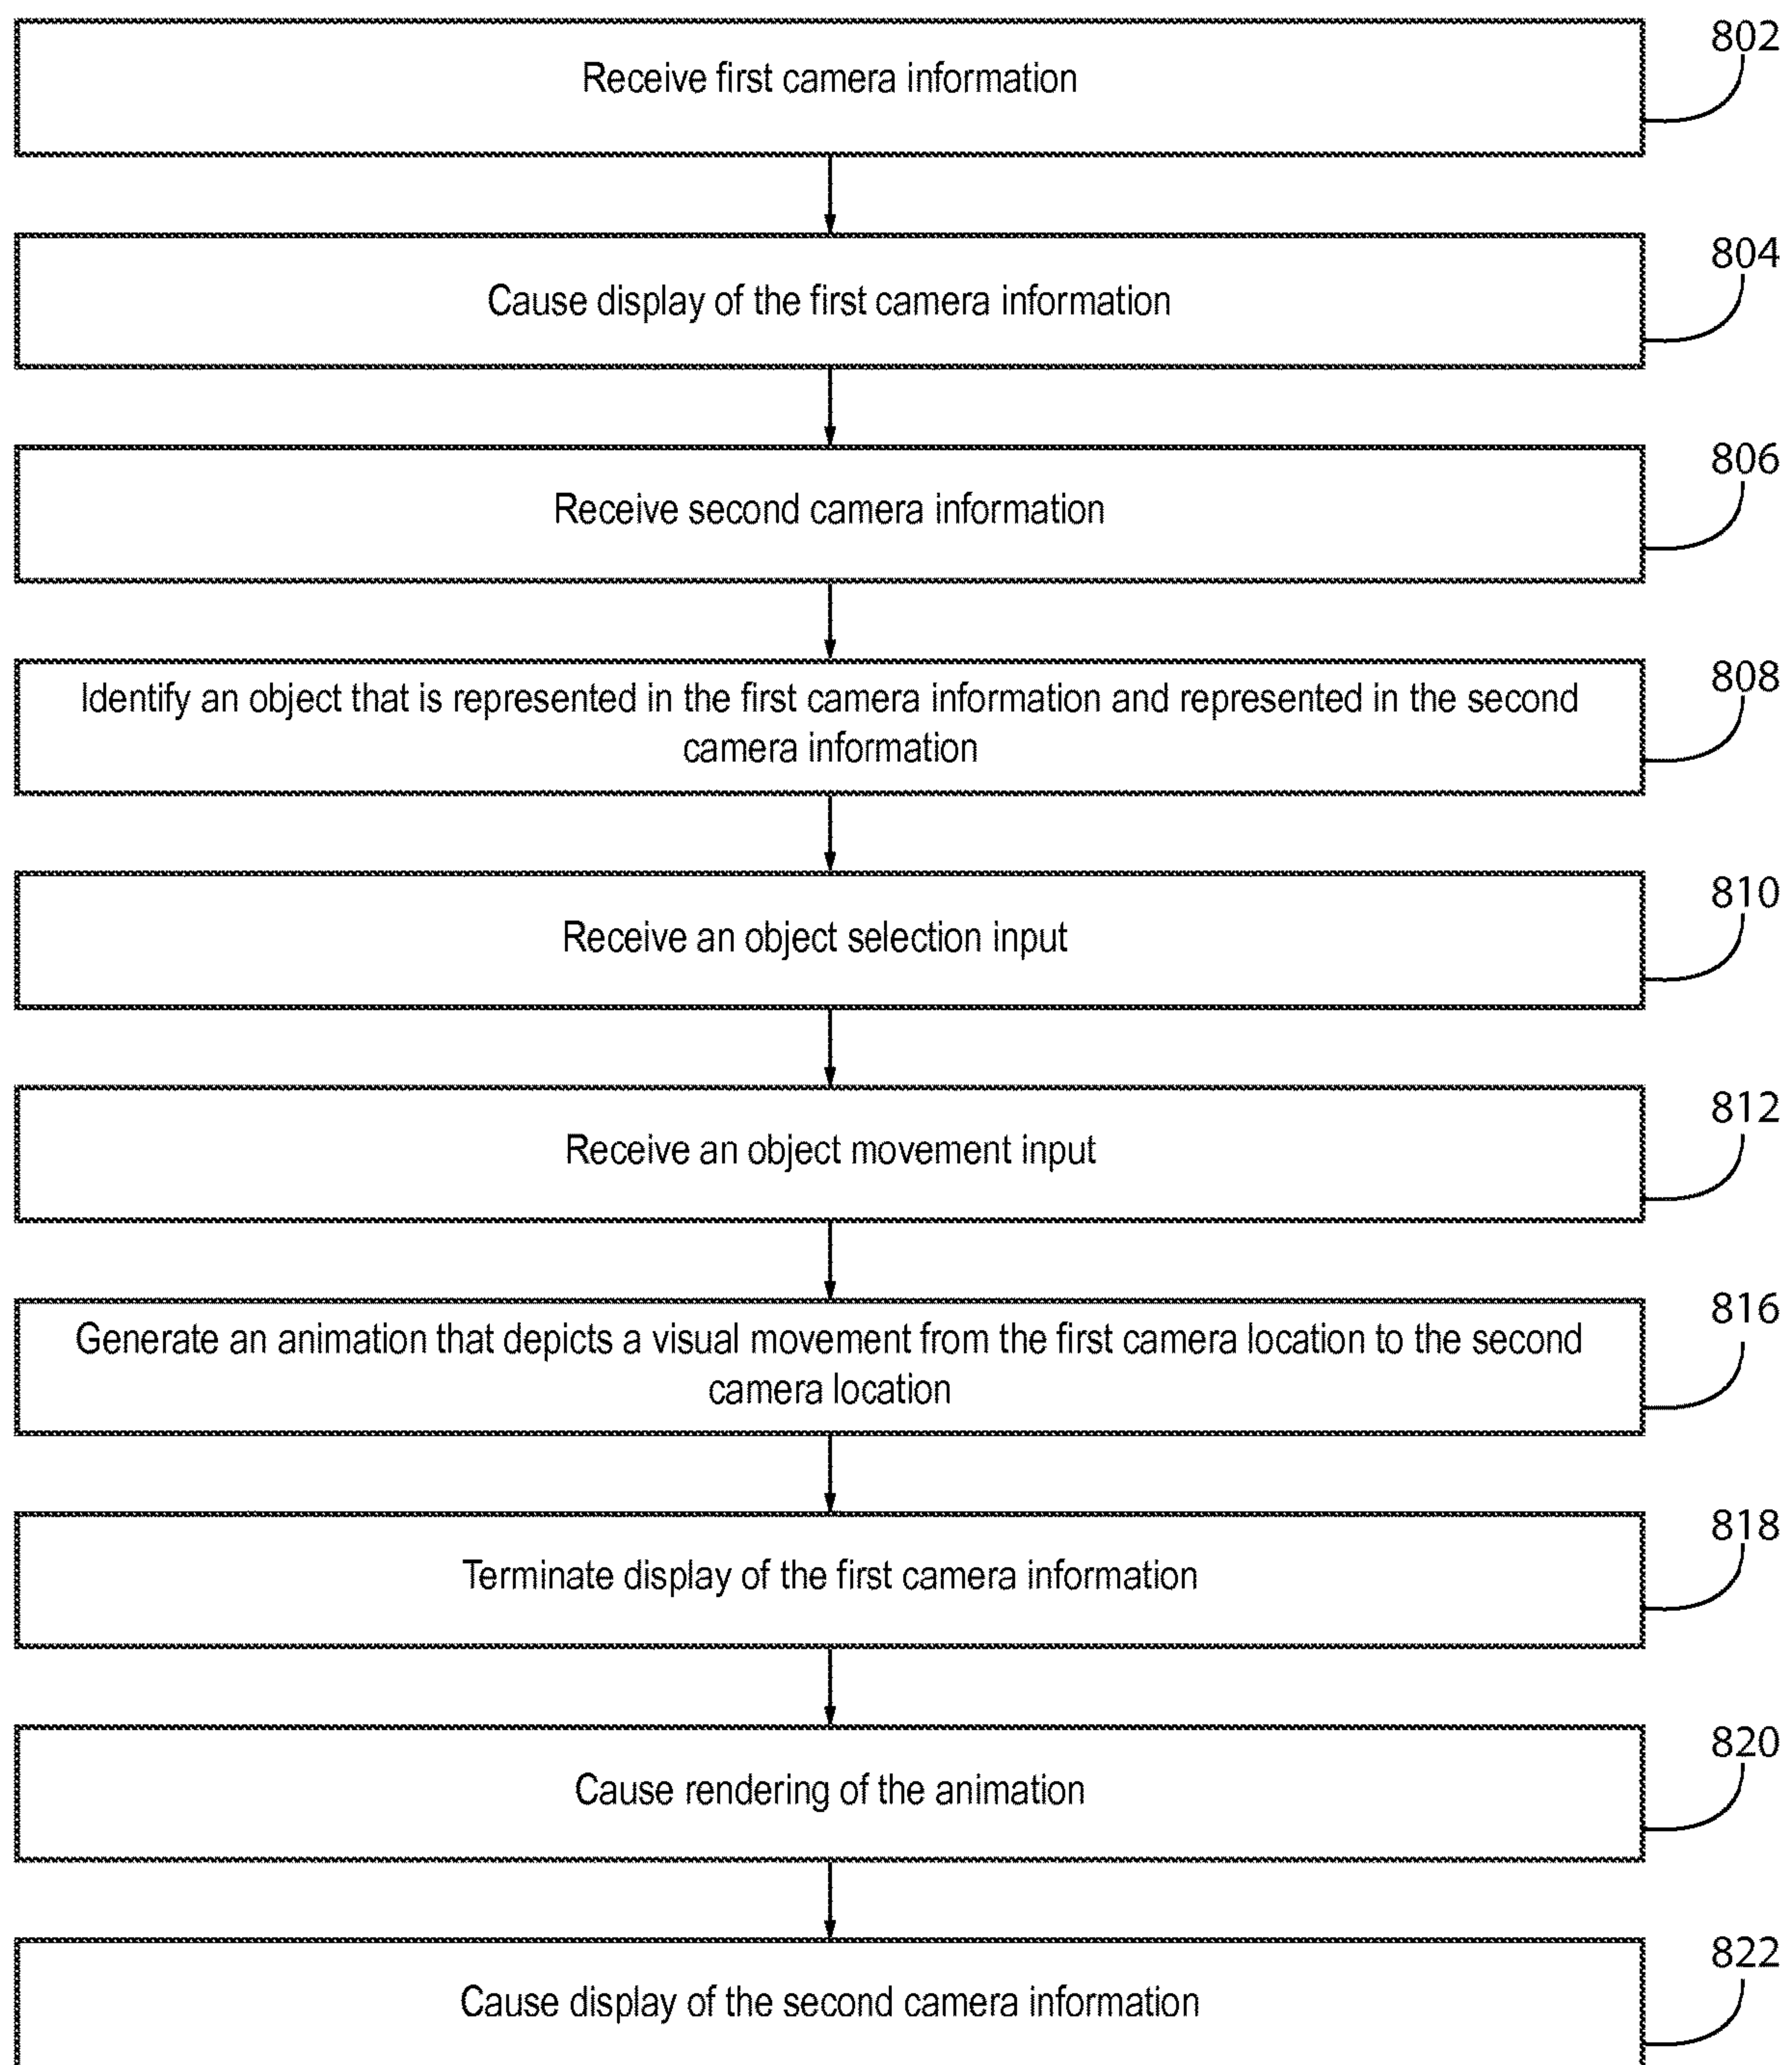 802
Receive first camera information
804
Cause display of the first camera information
806
Receive second camera information
808
Identify an object that is represented in the first camera information and represented in the second
camera information
810
Receive an object selection input
812
Receive an object movement input
816
Generate an animation that depicts a visual movement from the first camera location to the second
camera location
818
Terminate display of the first camera information
820
Cause rendering of the animation
822
Cause display of the second camera information